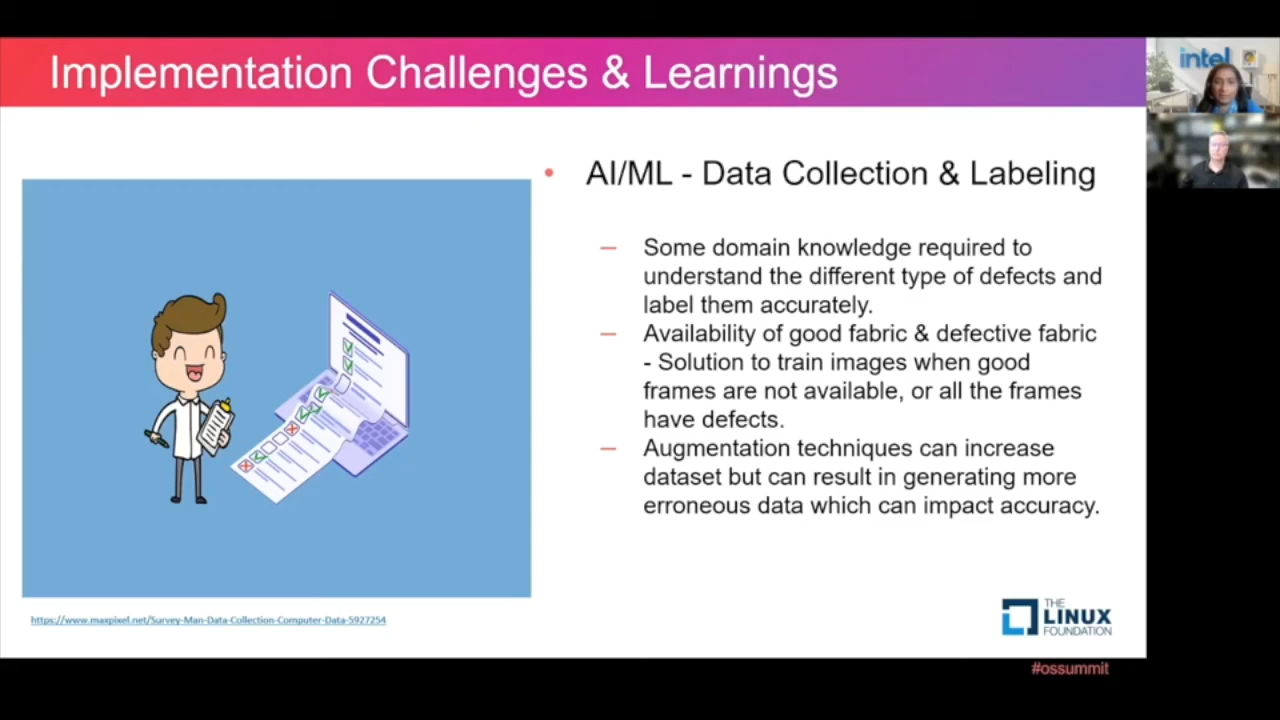 Implementation Challenges & Learnings
intel
• AI/ML - Data Collection & Labeling
— Some domain knowledge required to
understand the different type of defects and
label them accurately.
— Availability of good fabric & defective fabric
- Solution to train images when good
frames are not available, or all the frames
have defects.
— Augmentation techniques can increase
dataset but can result in generating more
erroneous data which can impact accuracy.
https://www.maxpixel.net/Survey-Man-Data-Collection-Computer-Data-5927254
THE
LINUX
FOUNDATION
#ossummit